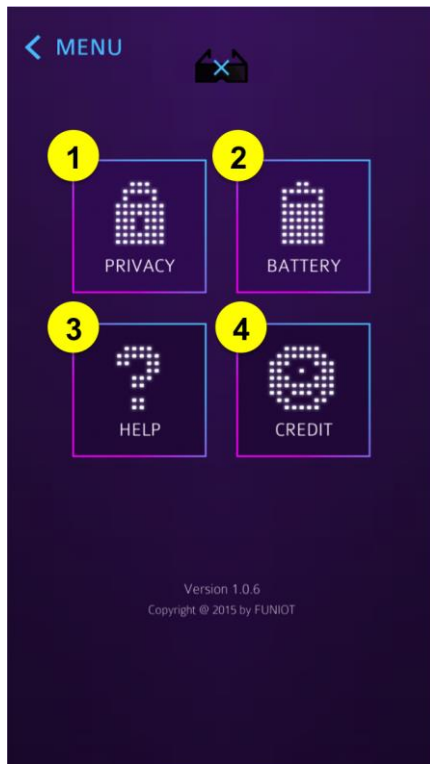 MENU
1
2
PRIVACY
BATTERY
3
4
HELP
CREDIT
Version 1.0.6
Copyright @ 2015 by FUNIOT